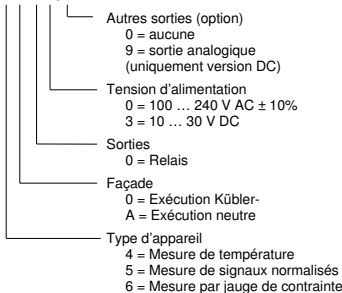 Autres sorties (option)
0 = aucune
9 = sortie analogique
(uniquement version DC)
Tension d'alimentation
0 = 100 … 240 V AC ± 10%
3 = 10 … 30 V DC
Sorties
0 = Relais
Façade
0 = Exécution Kübler-
A = Exécution neutre
Type d'appareil
4 = Mesure de température
5 = Mesure de signaux normalisés
6 = Mesure par jauge de contrainte